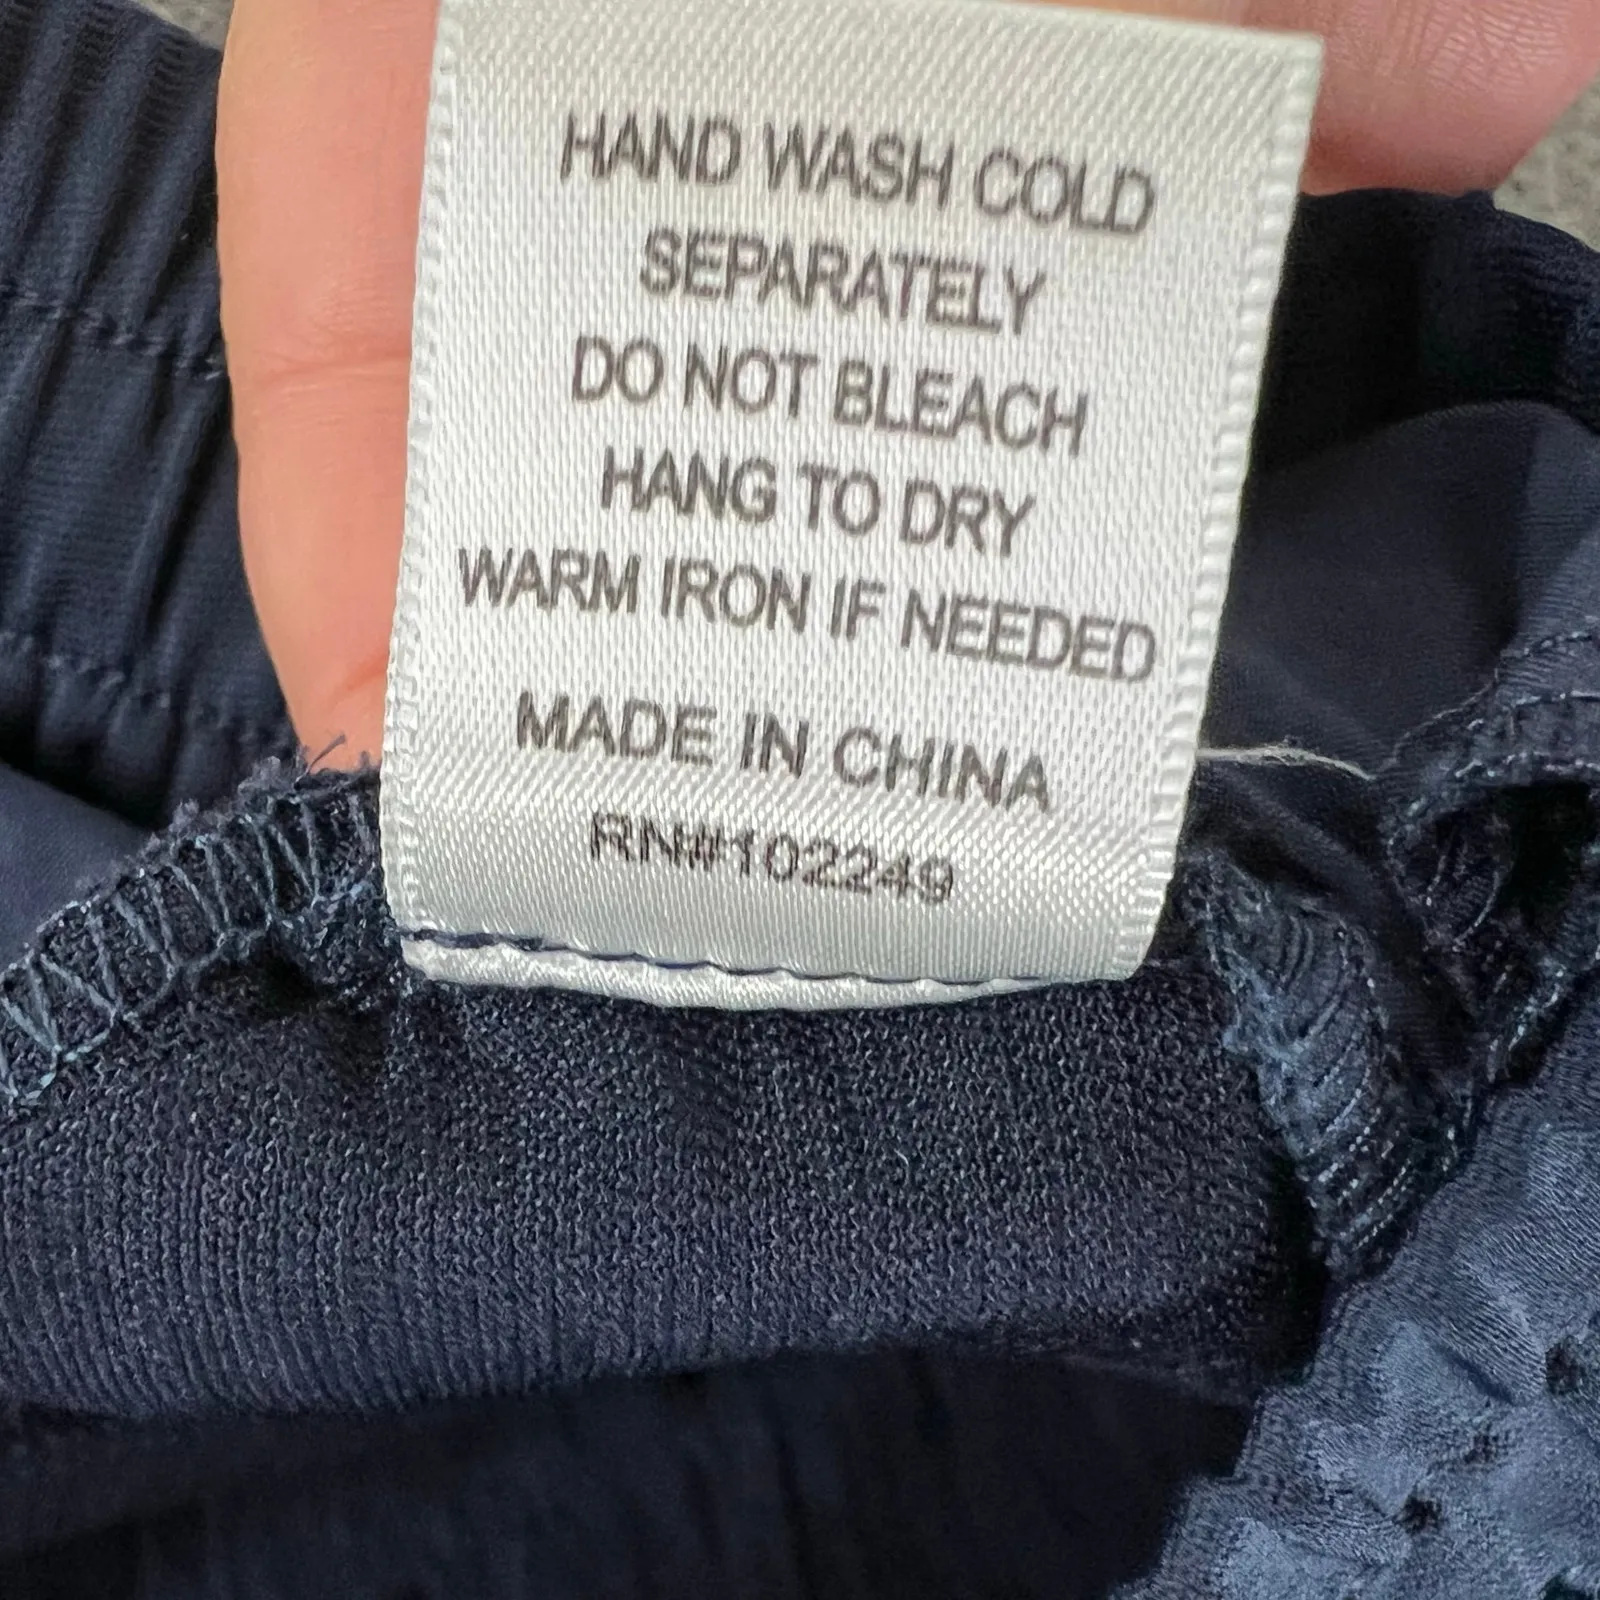 HAND WASH COLD
SEPARATELY
DO NOT BLEACH
HANG TO DRY
WARM IRON IF NEEDED
MADE IN CHINA
RN#102249